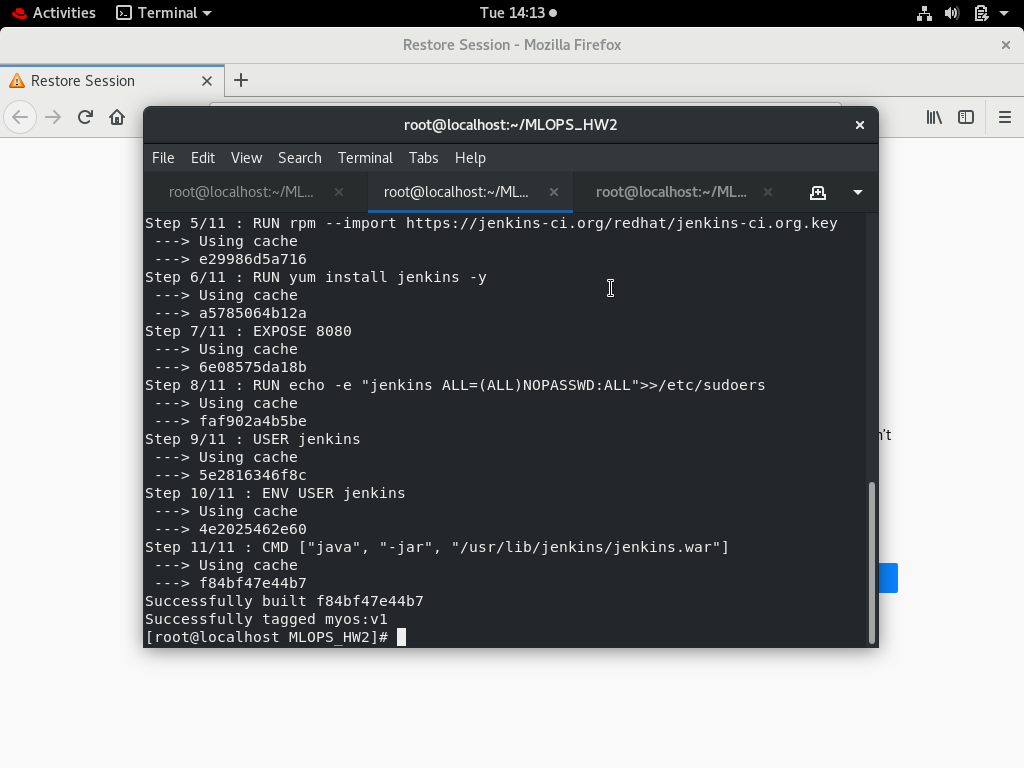 Activities
Terminal
Tue 14:13
Restore Session - Mozilla Firefox
Restore Session
root@localhost:~/MLOPS_HW2
File Edit View Search Terminal Tabs Help
root@localhost:~/ML... root@localhost:~/ML... root@localhost:~/ML...
Step 5/11 : RUN rpm --import https://jenkins-ci.org/redhat/jenkins-ci.org.key
 ---> Using cache
 ---> e29986d5a716
Step 6/11 : RUN yum install jenkins -y
 ---> Using cache
 ---> a5785064b12a
Step 7/11 : EXPOSE 8080
 ---> Using cache
 ---> 6e08575da18b
Step 8/11 : RUN echo -e "jenkins ALL=(ALL)NOPASSWD:ALL">>/etc/sudoers
 ---> Using cache
 ---> faf902a4b5be
Step 9/11 : USER jenkins
 ---> Using cache
 ---> 5e2816346f8c
Step 10/11 : ENV USER jenkins
 ---> Using cache
 ---> 4e2025462e60
Step 11/11 : CMD ["java", "-jar", "/usr/lib/jenkins/jenkins.war"]
 ---> Using cache
 ---> f84bf47e44b7
Successfully built f84bf47e44b7
Successfully tagged myos:v1
[root@localhost MLOPS_HW2]#